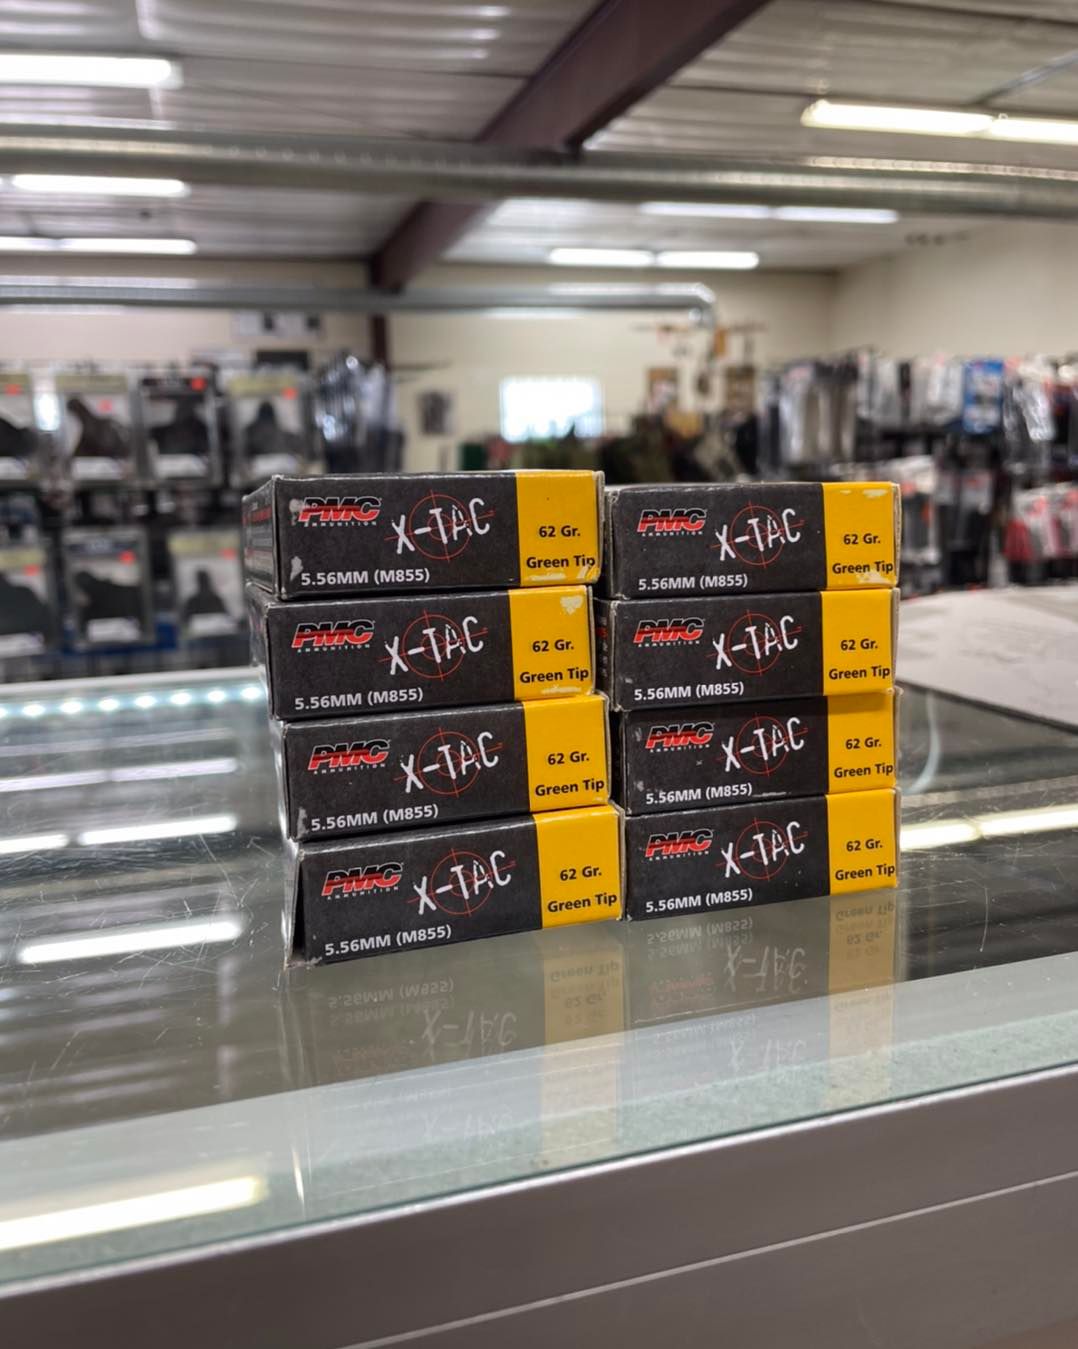 PMC
AMMUNITION
X-TAC
5.56MM (M855)
62 Gr.
Green Tip
PMC
AMMUNITION
X-TAC
5.56MM (M855)
62 Gr.
Green Tip
PMC
AMMUNITION
X-TAC
5.56MM (M855)
62 Gr.
Green Tip
PMC
AMMUNITION
X-TAC
5.56MM (M855)
62 Gr.
Green Tip
PMC
AMMUNITION
X-TAC
5.56MM (M855)
62 Gr.
Green Tip
PMC
AMMUNITION
X-TAC
5.56MM (M855)
62 Gr.
Green Tip
PMC
AMMUNITION
X-TAC
5.56MM (M855)
62 Gr.
Green Tip
PMC
AMMUNITION
X-TAC
5.56MM (M855)
62 Gr.
Green Tip